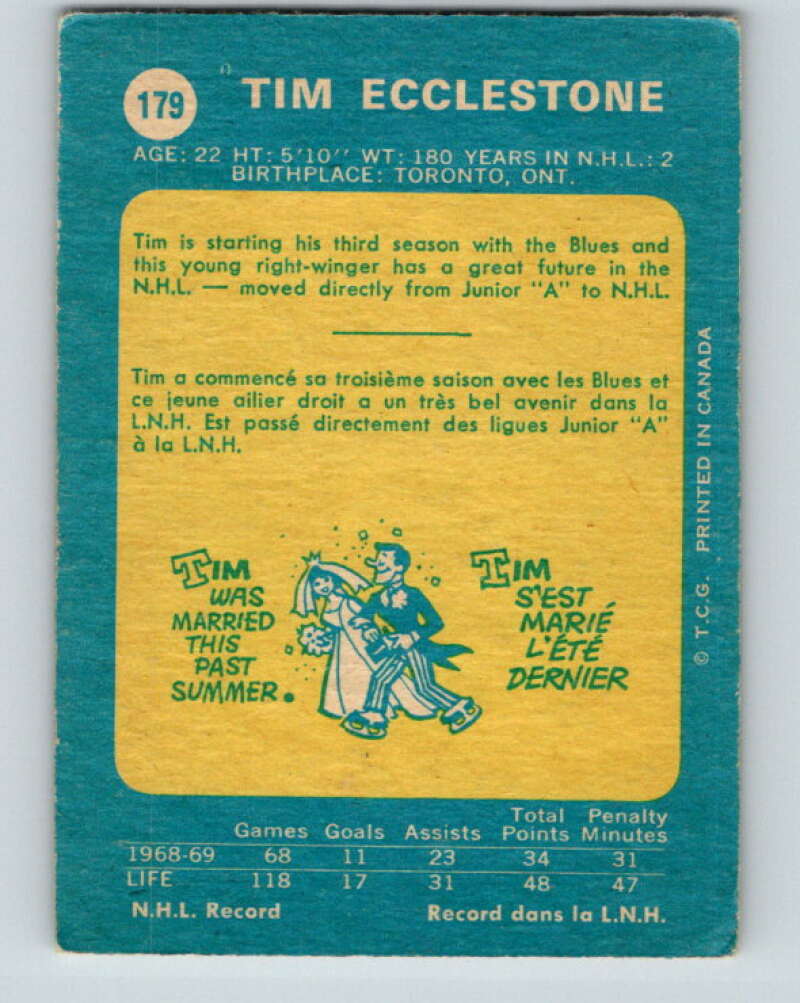 179
TIM ECCLESTONE
AGE: 22 HT: 5'10'' WT: 180 YEARS IN N.H.L.: 2
BIRTHPLACE: TORONTO, ONT.
Tim is starting his third season with the Blues and
this young right-winger has a great future in the
N.H.L. — moved directly from Junior "A" to N.H.L.
Tim a commencé sa troisième saison avec les Blues et
ce jeune ailier droit a un très bel avenir dans la
L.N.H. Est passé directement des ligues Junior "A"
à la L.N.H.
TIM
WAS
MARRIED
THIS
PAST
SUMMER.
TIM
S'EST
MARIÉ
L'ÉTÉ
DERNIER
© T.C.G. PRINTED IN CANADA
Games Goals Assists Total Points Penalty Minutes
1968-69 68 11 23 34 31
LIFE 118 17 31 48 47
N.H.L. Record Record dans la L.N.H.